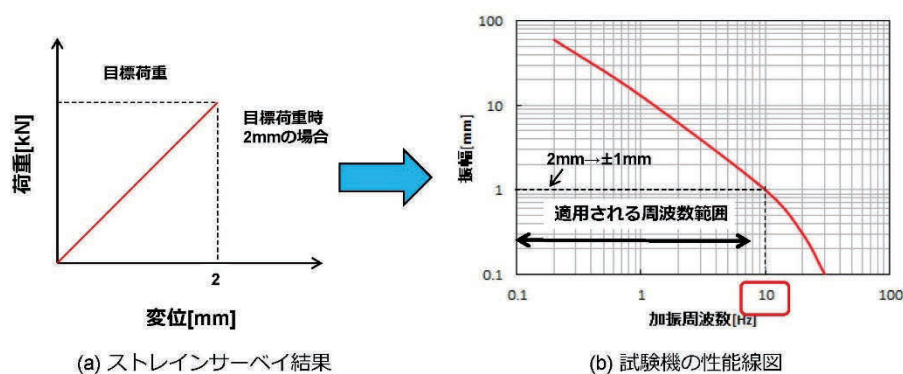 目標荷重
目標荷重時
2mmの場合
荷重[kN]
2
変位[mm]
(a) ストレインサーベイ結果
100
10
1
0.1
振幅[mm]
2mm→±1mm
適用される周波数範囲
0.1
1
10
100
加振周波数[Hz]
(b) 試験機の性能線図